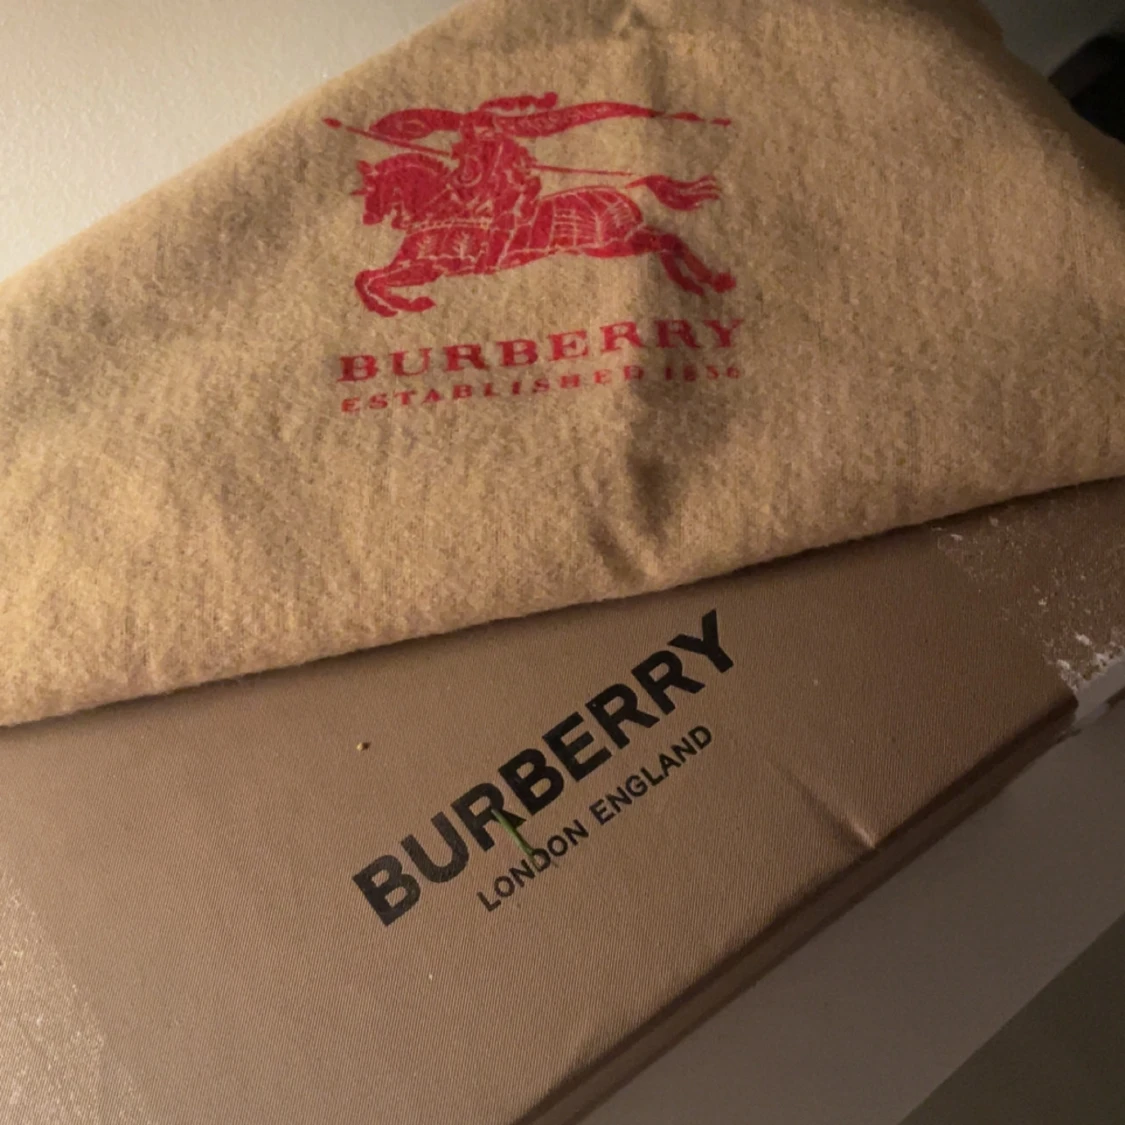 BURBERRY
ESTABLISHED 1856
BURBERRY
LONDON ENGLAND